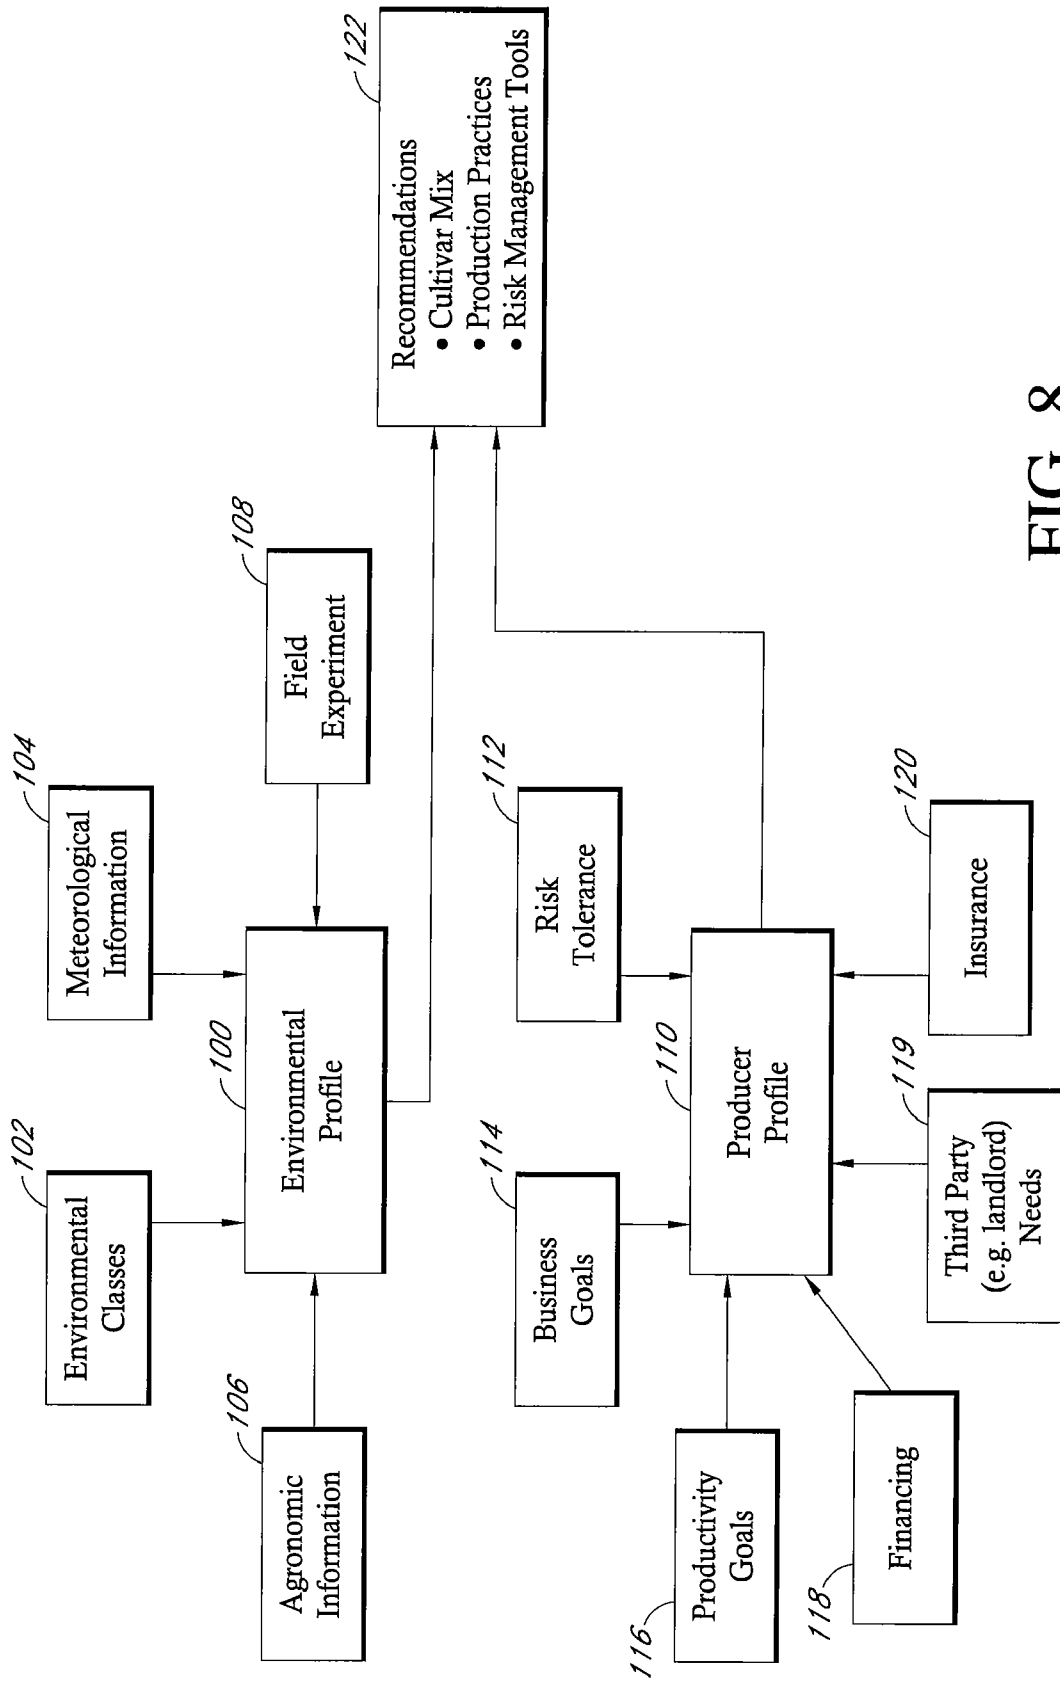 102
Environmental
Classes
104
Meteorological
Information
106
Agronomic
Information
100
Environmental
Profile
108
Field
Experiment
122
Recommendations
• Cultivar Mix
• Production Practices
• Risk Management Tools
114
Business
Goals
112
Risk
Tolerance
116
Productivity
Goals
110
Producer
Profile
118
Financing
119
Third Party
(e.g. landlord)
Needs
120
Insurance
FIG. 8